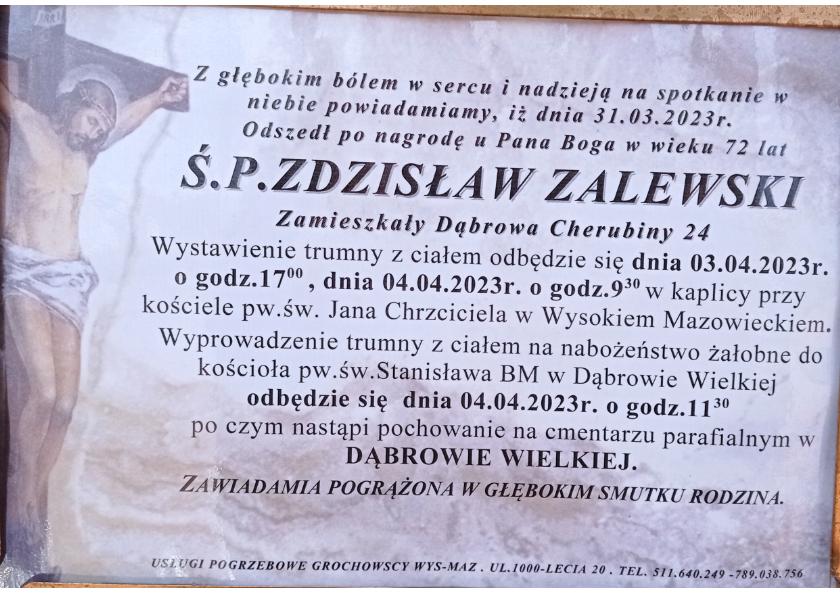 Z głębokim bólem w sercu i nadzieją na spotkanie w
niebie powiadamiamy, iż dnia 31.03.2023r.
Odszedł po nagrodę u Pana Boga w wieku 72 lat
Ś.P.ZDZISŁAW ZALEWSKI
Zamieszkały Dąbrowa Cherubiny 24
Wystawienie trumny z ciałem odbędzie się dnia 03.04.2023r.
o godz.17⁰⁰ , dnia 04.04.2023r. o godz.9³⁰ w kaplicy przy
kościele pw.św. Jana Chrzciciela w Wysokiem Mazowieckiem.
Wyprowadzenie trumny z ciałem na nabożeństwo żałobne do
kościoła pw.św.Stanisława BM w Dąbrowie Wielkiej
odbędzie się dnia 04.04.2023r. o godz.11³⁰
po czym nastąpi pochowanie na cmentarzu parafialnym w
DĄBROWIE WIELKIEJ.
ZAWIADAMIA POGRĄŻONA W GŁĘBOKIM SMUTKU RODZINA.
USŁUGI POGRZEBOWE GROCHOWSCY WYS-MAZ . UL.1000-LECIA 20 . TEL. 511.640.249 -789.038.756